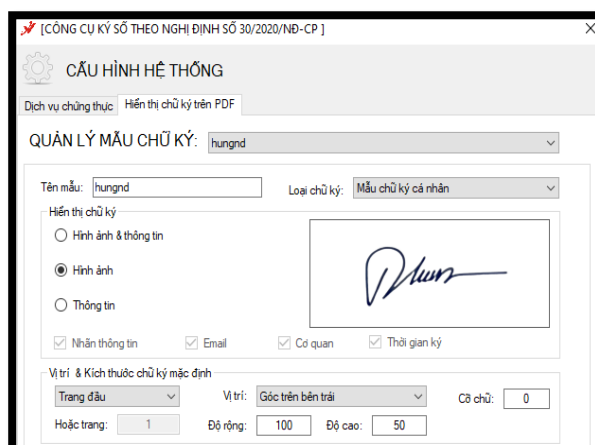 [CÔNG CỤ KÝ SỐ THEO NGHỊ ĐỊNH SỐ 30/2020/NĐ-CP ]
CẤU HÌNH HỆ THỐNG
Dịch vụ chứng thực Hiển thị chữ ký trên PDF
QUẢN LÝ MẪU CHỮ KÝ: hungnd
Tên mẫu: hungnd Loại chữ ký: Mẫu chữ ký cá nhân
Hiển thị chữ ký
Hình ảnh & thông tin
Hình ảnh
Thông tin
Nhãn thông tin Email Cơ quan Thời gian ký
Vị trí & Kích thước chữ ký mặc định
Trang đầu Vị trí: Góc trên bên trái Cỡ chữ: 0
Hoặc trang: 1 Độ rộng: 100 Độ cao: 50